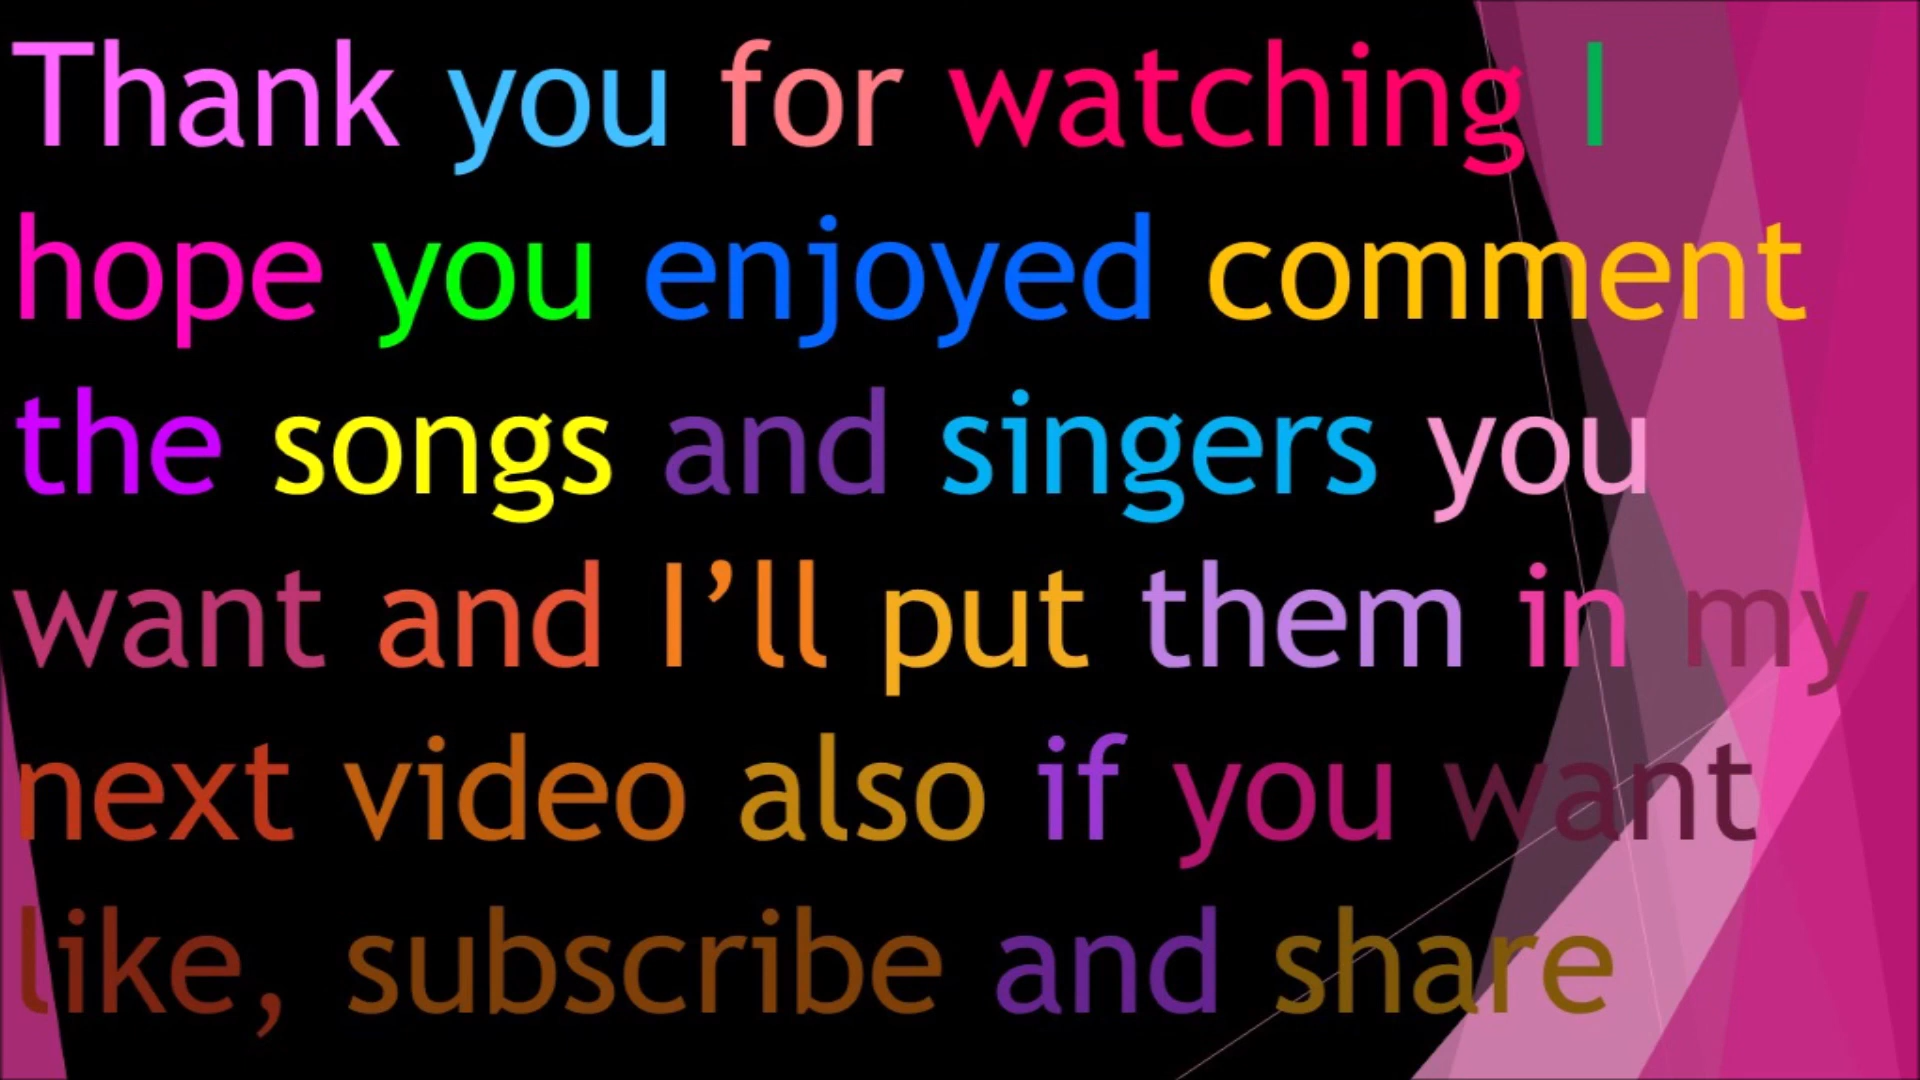 Thank you for watching I
hope you enjoyed comment
the songs and singers you
want and I’ll put them in my
next video also if you want
like, subscribe and share